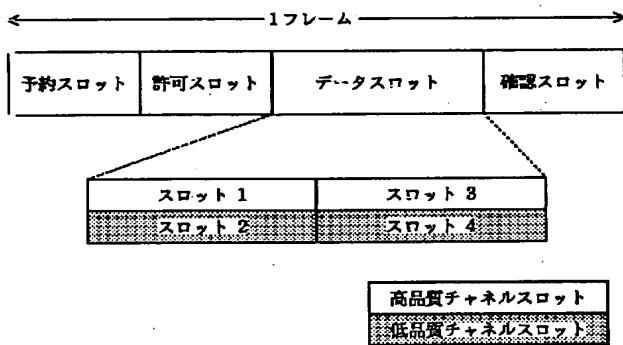 1フレーム
予約スロット 許可スロット データスロット 確認スロット
スロット 1 スロット 3
スロット 2 スロット 4
高品質チャネルスロット
低品質チャネルスロット